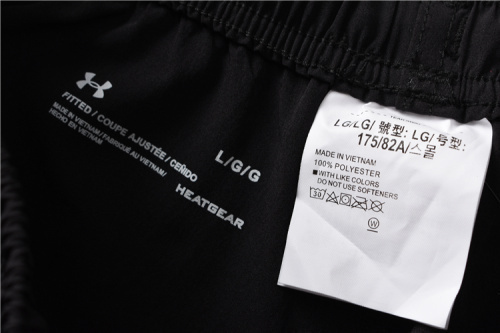 FITTED / COUPE AJUSTÉE / CEÑIDO
MADE IN VIETNAM/ FABRIQUÉ AU VIETNAM/
HECHO EN VIETNAM
L/G/G
HEATGEAR
LG/LG/ 號型: LG/号型:
175/82A/스몰
MADE IN VIETNAM
100% POLYESTER
■WITH LIKE COLORS
DO NOT USE SOFTENERS
30
W